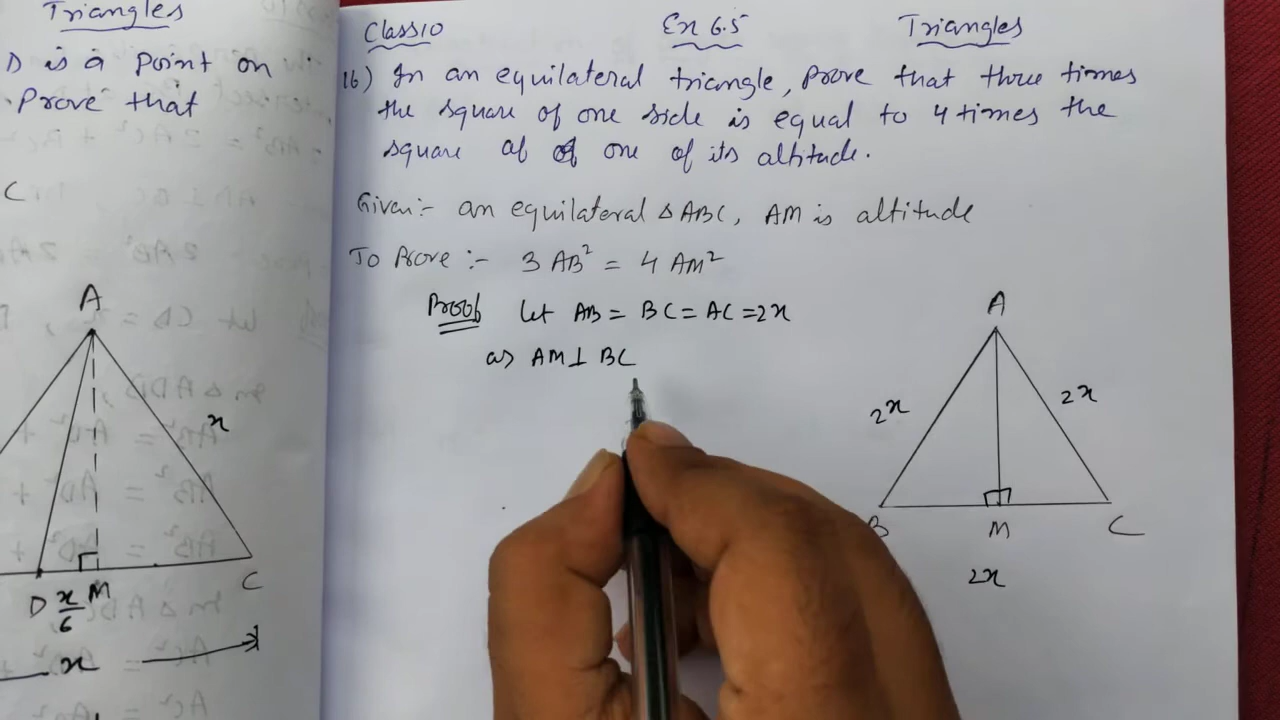 Triangles
D is a point on
Prove that
C
A
x
D x/6 M
C
x
Class10 Ex 6.5 Triangles
16) In an equilateral triangle, prove that three times
the square of one side is equal to 4 times the
square of of one of its altitude.
Given:- an equilateral △ ABC, AM is altitude
To Prove :- 3 AB² = 4 AM²
Proof let AB = BC = AC = 2x
as AM ⊥ BC
A
2x 2x
B M C
2x